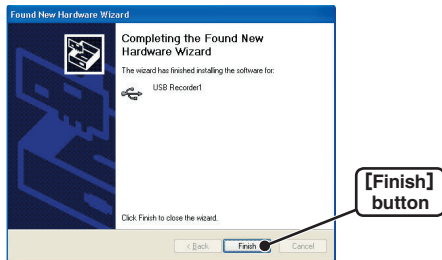 Found New Hardware Wizard
Completing the Found New
Hardware Wizard
The wizard has finished installing the software for:
USB Recorder1
Click Finish to close the wizard.
< Back
Finish
Cancel
[Finish]
button